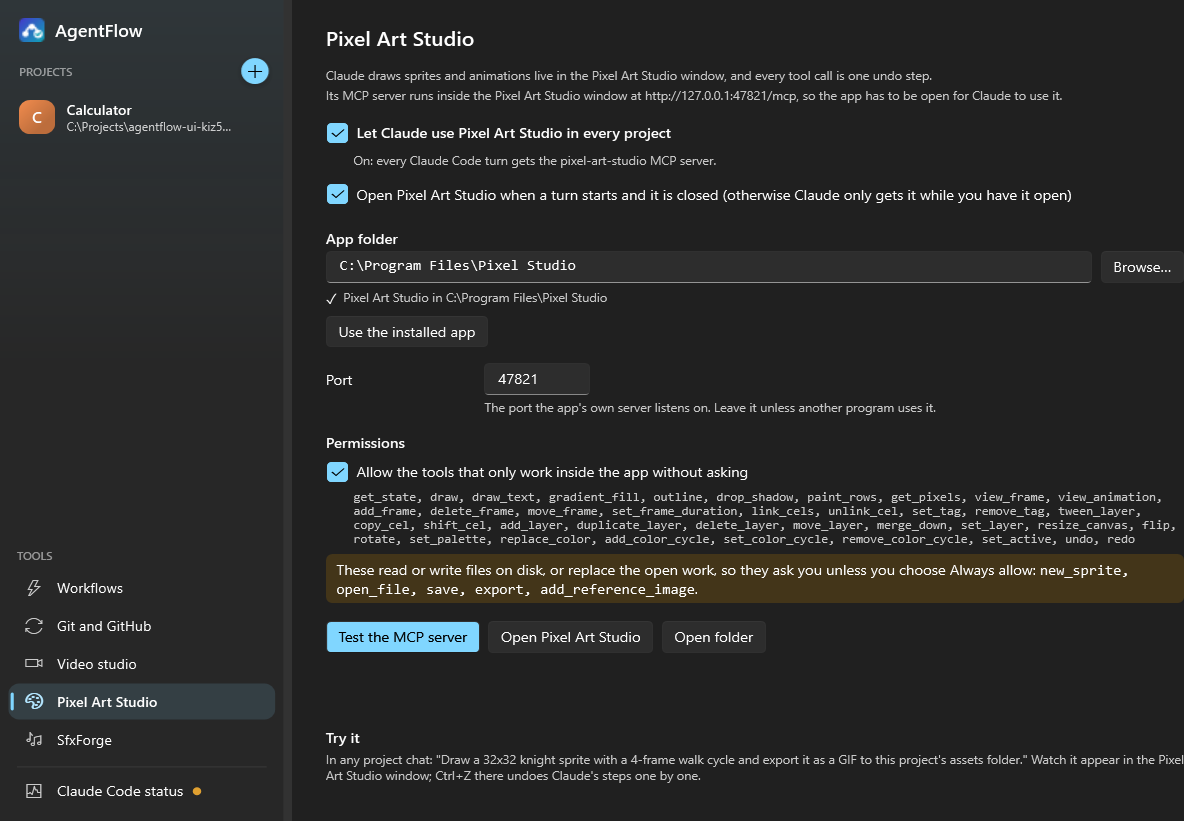 AgentFlow
PROJECTS
C
Calculator
C:\Projects\agentflow-ui-kiz5...
TOOLS
Workflows
Git and GitHub
Video studio
Pixel Art Studio
SfxForge
Claude Code status
Pixel Art Studio
Claude draws sprites and animations live in the Pixel Art Studio window, and every tool call is one undo step.
Its MCP server runs inside the Pixel Art Studio window at http://127.0.0.1:47821/mcp, so the app has to be open for Claude to use it.
Let Claude use Pixel Art Studio in every project
On: every Claude Code turn gets the pixel-art-studio MCP server.
Open Pixel Art Studio when a turn starts and it is closed (otherwise Claude only gets it while you have it open)
App folder
C:\Program Files\Pixel Studio
Browse...
Pixel Art Studio in C:\Program Files\Pixel Studio
Use the installed app
Port
47821
The port the app's own server listens on. Leave it unless another program uses it.
Permissions
Allow the tools that only work inside the app without asking
get_state, draw, draw_text, gradient_fill, outline, drop_shadow, paint_rows, get_pixels, view_frame, view_animation,
add_frame, delete_frame, move_frame, set_frame_duration, link_cels, unlink_cel, set_tag, remove_tag, tween_layer,
copy_cel, shift_cel, add_layer, duplicate_layer, delete_layer, move_layer, merge_down, set_layer, resize_canvas, flip,
rotate, set_palette, replace_color, add_color_cycle, set_color_cycle, remove_color_cycle, set_active, undo, redo
These read or write files on disk, or replace the open work, so they ask you unless you choose Always allow: new_sprite,
open_file, save, export, add_reference_image.
Test the MCP server
Open Pixel Art Studio
Open folder
Try it
In any project chat: "Draw a 32x32 knight sprite with a 4-frame walk cycle and export it as a GIF to this project's assets folder." Watch it appear in the Pixel
Art Studio window; Ctrl+Z there undoes Claude's steps one by one.